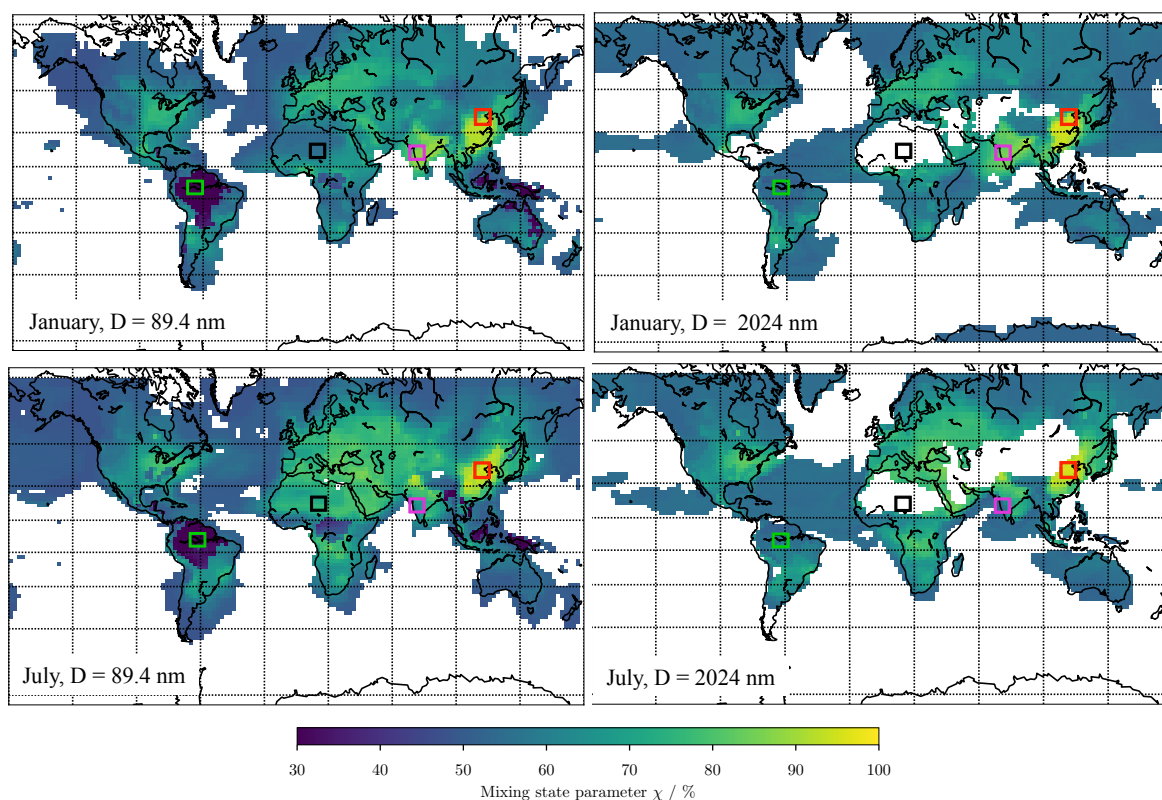 January, D = 89.4 nm
January, D =  2024 nm
July, D = 89.4 nm
July, D = 2024 nm
30 40 50 60 70 80 90 100
Mixing state parameter χ / %